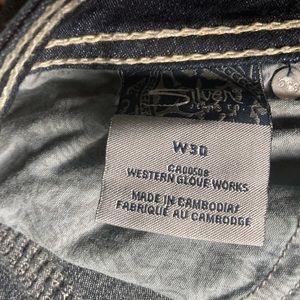 Silver
JEANS CO.
W30
CA00508
WESTERN GLOVE WORKS
MADE IN CAMBODIA/
FABRIQUÉ AU CAMBODGE